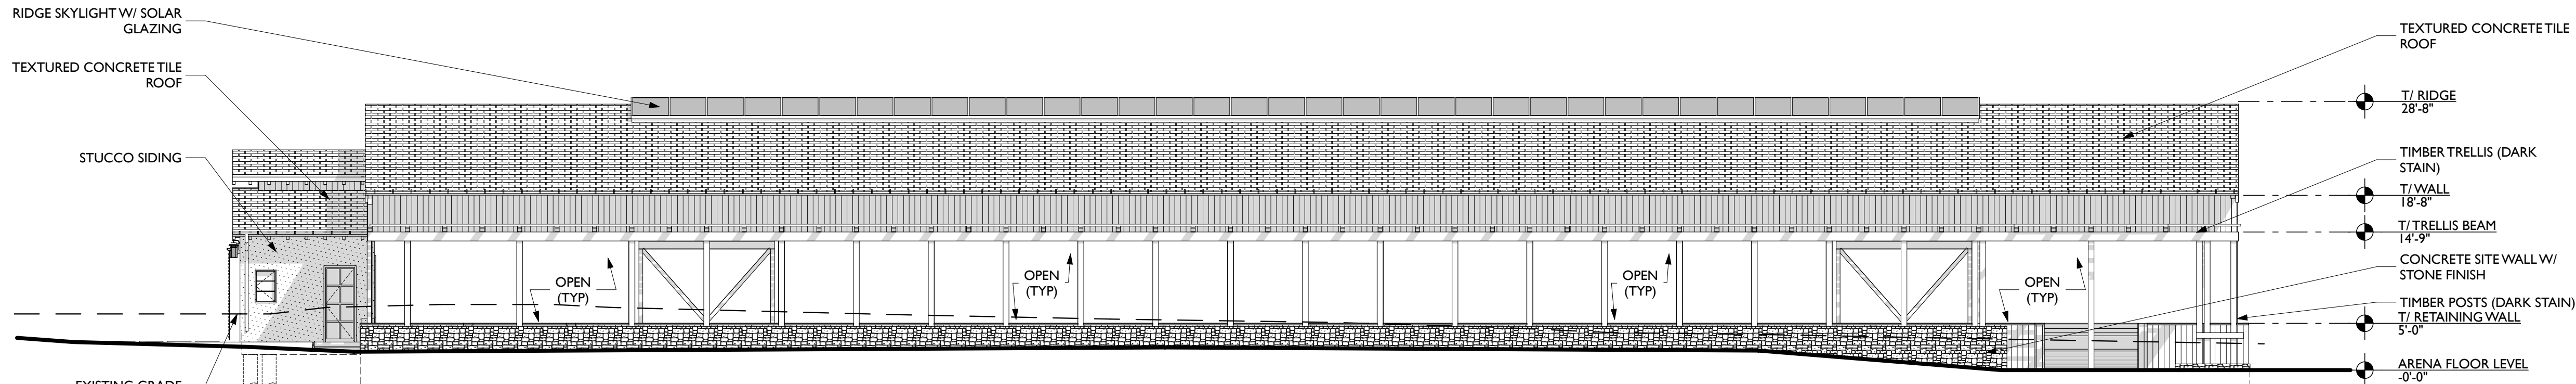 RIDGE SKYLIGHT W/ SOLAR
GLAZING
TEXTURED CONCRETE TILE
ROOF
STUCCO SIDING
EXISTING GRADE
OPEN
(TYP)
OPEN
(TYP)
OPEN
(TYP)
OPEN
(TYP)
TEXTURED CONCRETE TILE
ROOF
T/ RIDGE
28'-8"
TIMBER TRELLIS (DARK
STAIN)
T/ WALL
18'-8"
T/ TRELLIS BEAM
14'-9"
CONCRETE SITE WALL W/
STONE FINISH
TIMBER POSTS (DARK STAIN)
T/ RETAINING WALL
5'-0"
ARENA FLOOR LEVEL
-0'-0"